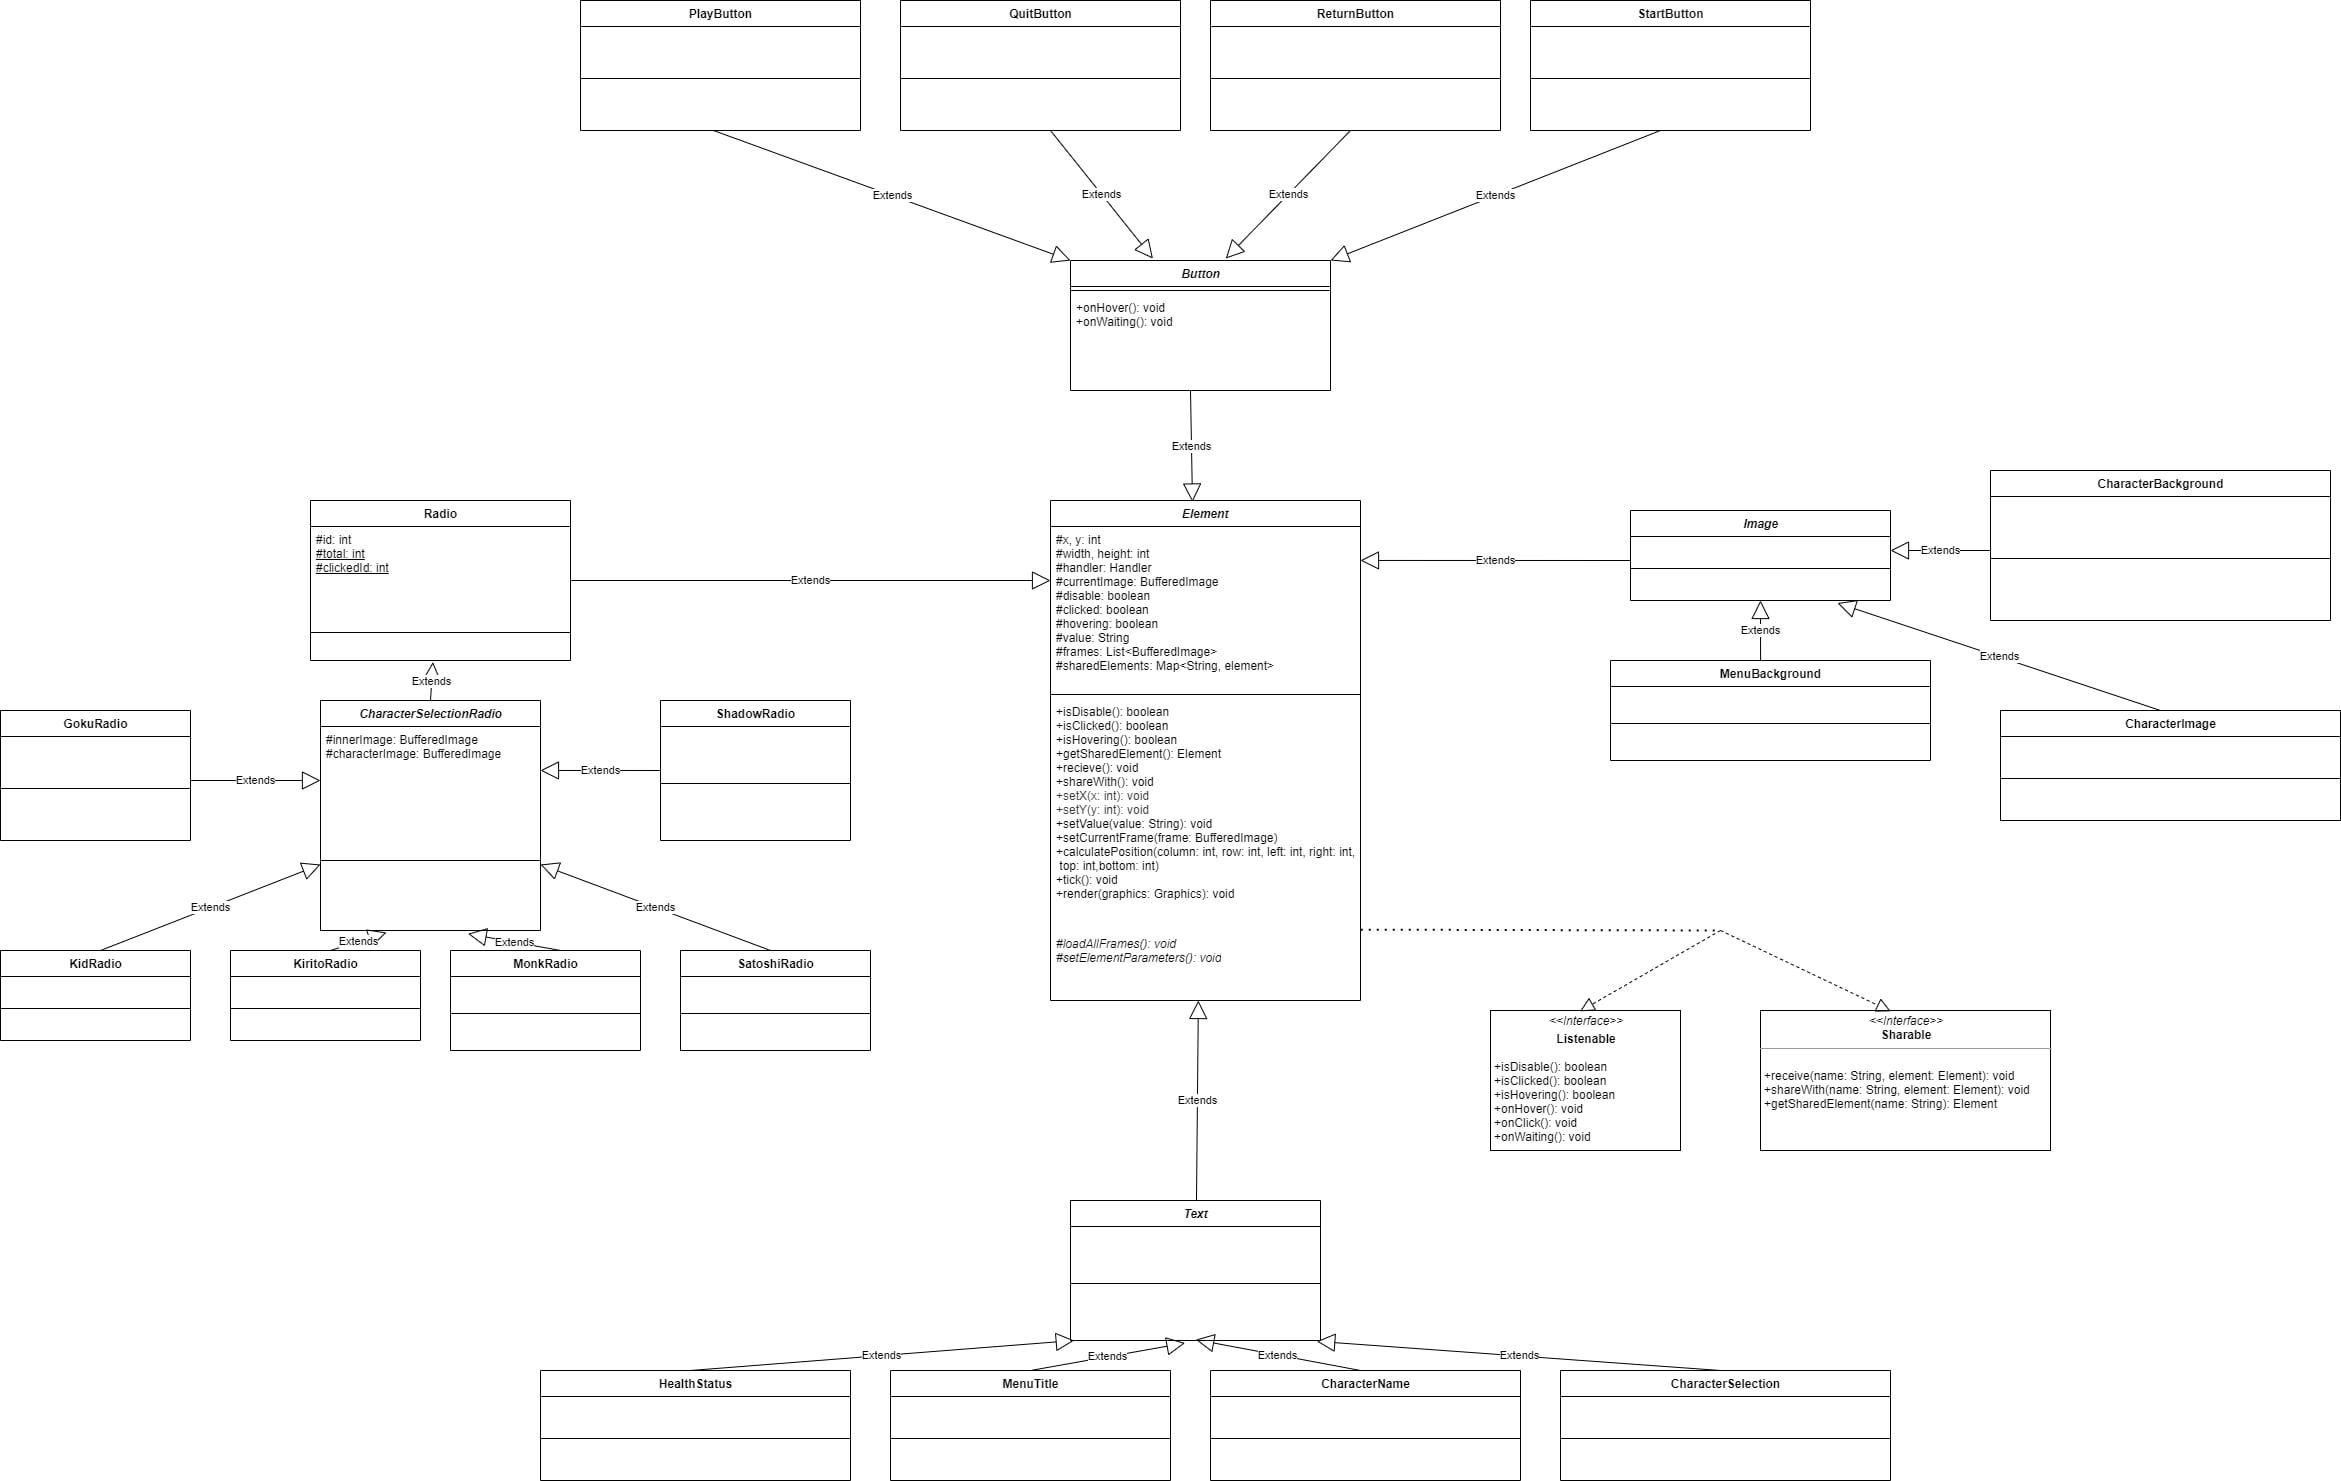 PlayButton
QuitButton
ReturnButton
StartButton
Extends
Extends
Extends
Extends
Button
+onHover(): void
+onWaiting(): void
Extends
Radio
#id: int
#total: int
#clickedId: int
Extends
Element
#x, y: int
#width, height: int
#handler: Handler
#currentImage: BufferedImage
#disable: boolean
#clicked: boolean
#hovering: boolean
#value: String
#frames: List<BufferedImage>
#sharedElements: Map<String, element>
+isDisable(): boolean
+isClicked(): boolean
+isHovering(): boolean
+getSharedElement(): Element
+recieve(): void
+shareWith(): void
+setX(x: int): void
+setY(y: int): void
+setValue(value: String): void
+setCurrentFrame(frame: BufferedImage)
+calculatePosition(column: int, row: int, left: int, right: int,
top: int,bottom: int)
+tick(): void
+render(graphics: Graphics): void
#loadAllFrames(): void
#setElementParameters(): void
Extends
Image
Extends
CharacterBackground
Extends
MenuBackground
Extends
CharacterImage
Extends
GokuRadio
Extends
CharacterSelectionRadio
#innerImage: BufferedImage
#characterImage: BufferedImage
Extends
ShadowRadio
Extends
Extends
Extends
Extends
KidRadio
KiritoRadio
MonkRadio
SatoshiRadio
<<Interface>>
Listenable
+isDisable(): boolean
+isClicked(): boolean
+isHovering(): boolean
+onHover(): void
+onClick(): void
+onWaiting(): void
<<Interface>>
Sharable
+receive(name: String, element: Element): void
+shareWith(name: String, element: Element): void
+getSharedElement(name: String): Element
Extends
Text
Extends
Extends
Extends
Extends
HealthStatus
MenuTitle
CharacterName
CharacterSelection